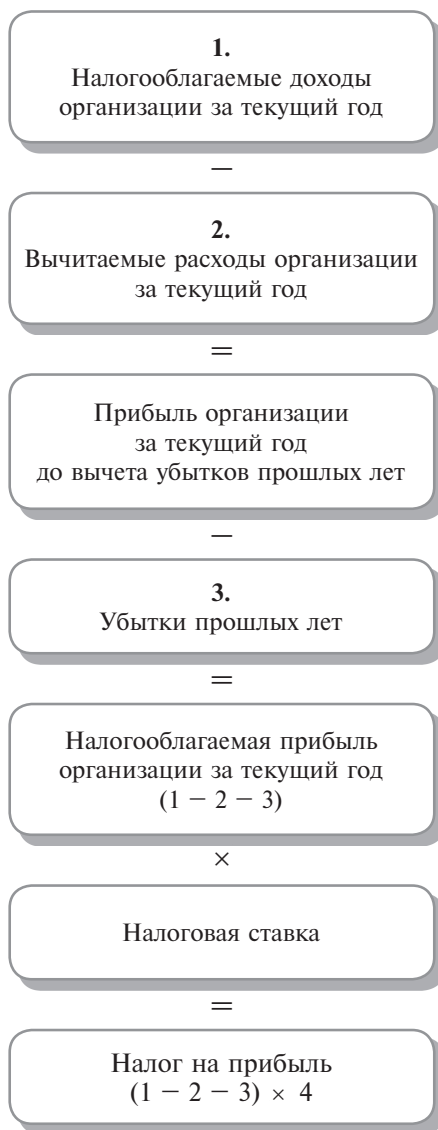 1.
Налогооблагаемые доходы
организации за текущий год
−
2.
Вычитаемые расходы организации
за текущий год
=
Прибыль организации
за текущий год
до вычета убытков прошлых лет
−
3.
Убытки прошлых лет
=
Налогооблагаемая прибыль
организации за текущий год
(1 − 2 − 3)
×
Налоговая ставка
=
Налог на прибыль
(1 − 2 − 3) × 4